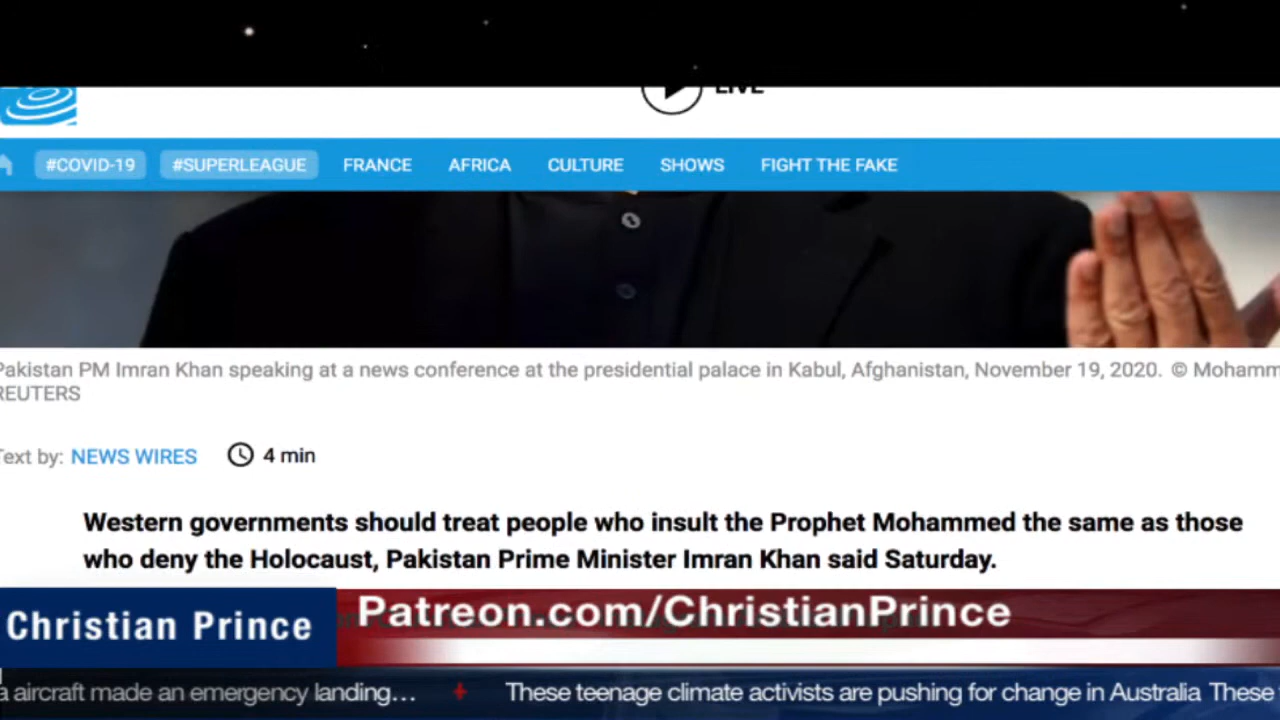 LIVE
#COVID-19 #SUPERLEAGUE FRANCE AFRICA CULTURE SHOWS FIGHT THE FAKE
Pakistan PM Imran Khan speaking at a news conference at the presidential palace in Kabul, Afghanistan, November 19, 2020. © Mohamm
REUTERS
Text by: NEWS WIRES 4 min
Western governments should treat people who insult the Prophet Mohammed the same as those
who deny the Holocaust, Pakistan Prime Minister Imran Khan said Saturday.
Christian Prince Patreon.com/ChristianPrince
a aircraft made an emergency landing... + These teenage climate activists are pushing for change in Australia These